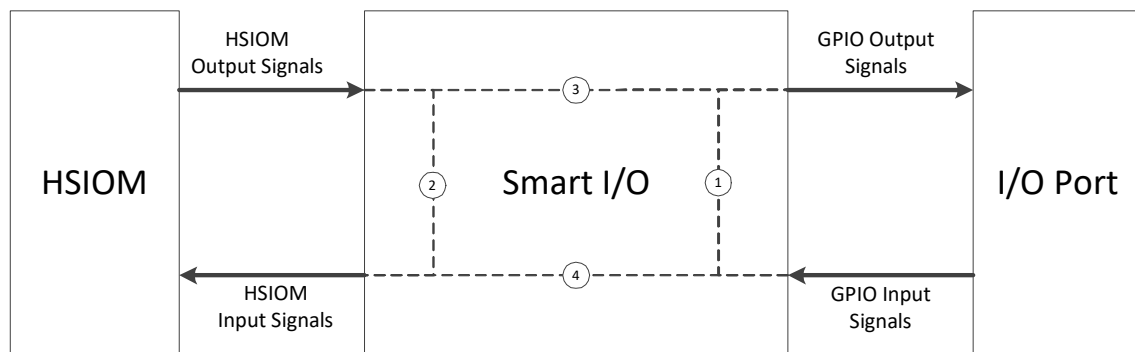 HSIOM
Output Signals
GPIO Output
Signals
3
HSIOM
2
Smart I/O
1
I/O Port
4
HSIOM
Input Signals
GPIO Input
Signals